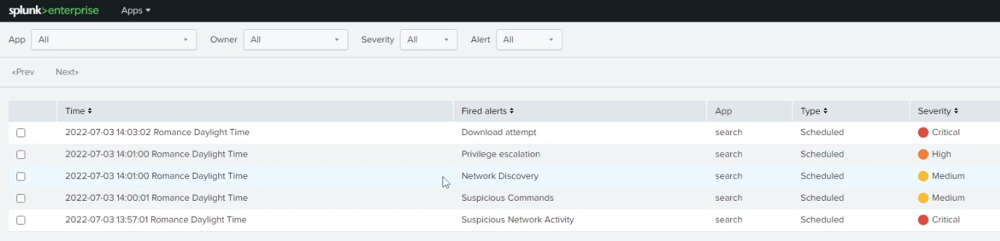 splunk>enterprise Apps
App All Owner All Severity All Alert All
«Prev Next»
Time Fired alerts App Type Severity
2022-07-03 14:03:02 Romance Daylight Time Download attempt search Scheduled Critical
2022-07-03 14:01:00 Romance Daylight Time Privilege escalation search Scheduled High
2022-07-03 14:01:00 Romance Daylight Time Network Discovery search Scheduled Medium
2022-07-03 14:00:01 Romance Daylight Time Suspicious Commands search Scheduled Medium
2022-07-03 13:57:01 Romance Daylight Time Suspicious Network Activity search Scheduled Critical